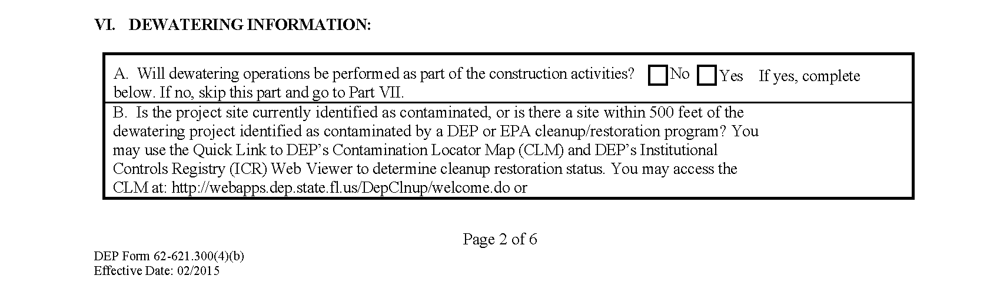 VI. DEWATERING INFORMATION:
A. Will dewatering operations be performed as part of the construction activities? No Yes If yes, complete
below. If no, skip this part and go to Part VII.
B. Is the project site currently identified as contaminated, or is there a site within 500 feet of the
dewatering project identified as contaminated by a DEP or EPA cleanup/restoration program? You
may use the Quick Link to DEP’s Contamination Locator Map (CLM) and DEP’s Institutional
Controls Registry (ICR) Web Viewer to determine cleanup restoration status. You may access the
CLM at: http://webapps.dep.state.fl.us/DepClnup/welcome.do or
Page 2 of 6
DEP Form 62-621.300(4)(b)
Effective Date: 02/2015